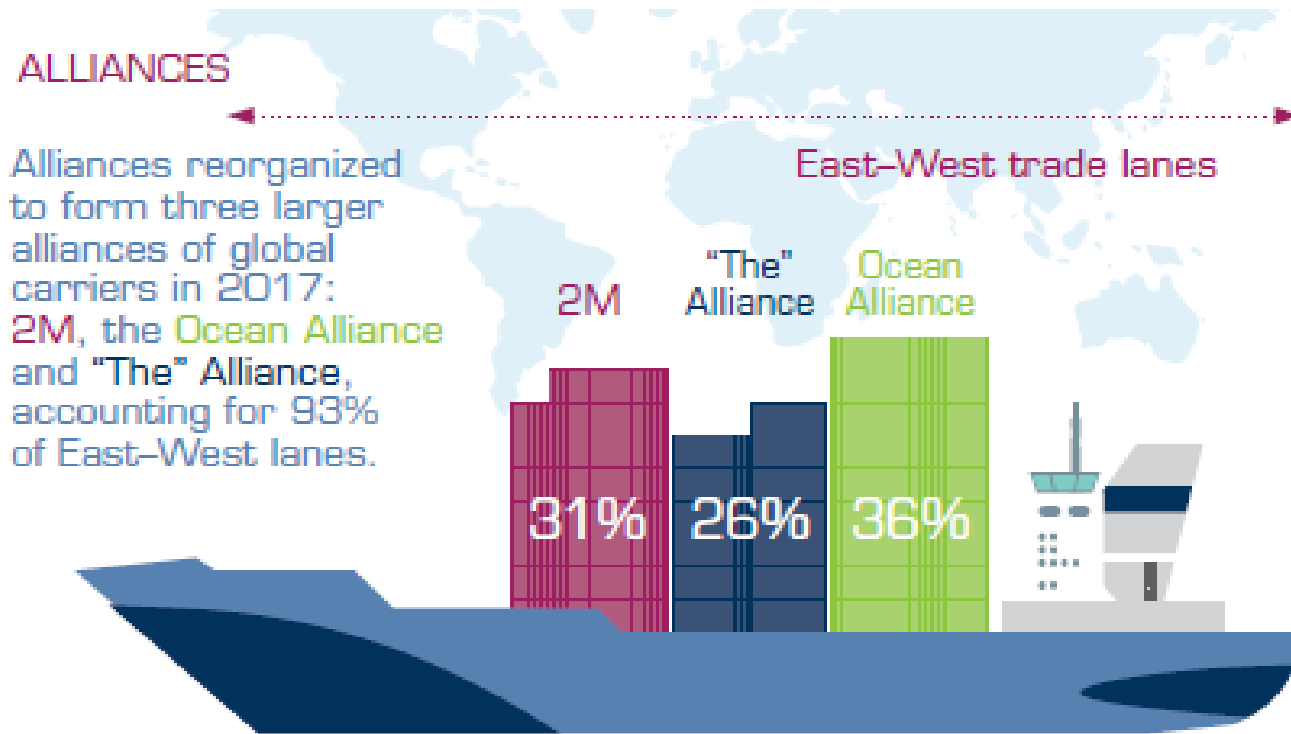 ALLIANCES
Alliances reorganized
to form three larger
alliances of global
carriers in 2017:
2M, the Ocean Alliance
and “The” Alliance,
accounting for 93%
of East–West lanes.
East–West trade lanes
2M
“The”
Alliance
Ocean
Alliance
31%
26%
36%